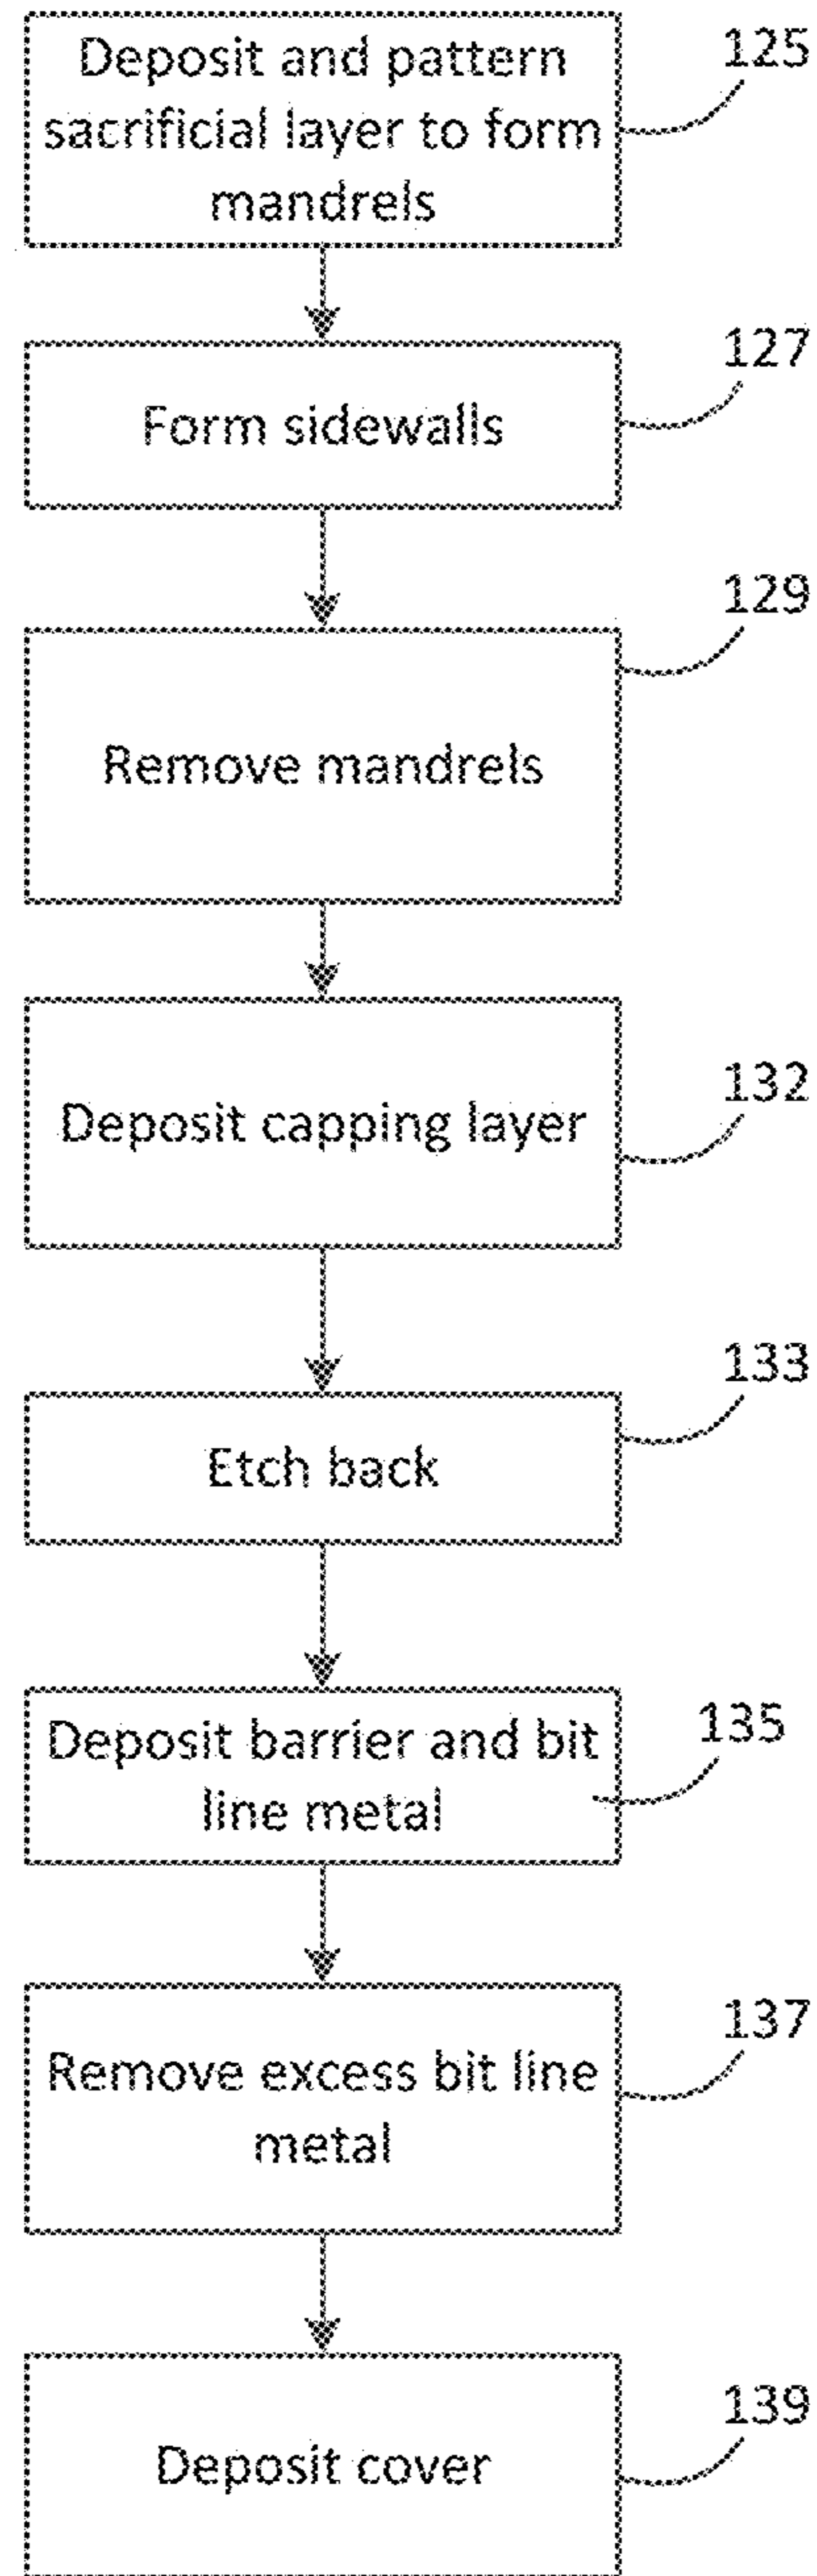 Deposit and pattern
sacrificial layer to form
mandrels
125
Form sidewalls
127
Remove mandrels
129
Deposit capping layer
132
Etch back
133
Deposit barrier and bit
line metal
135
Remove excess bit line
metal
137
Deposit cover
139